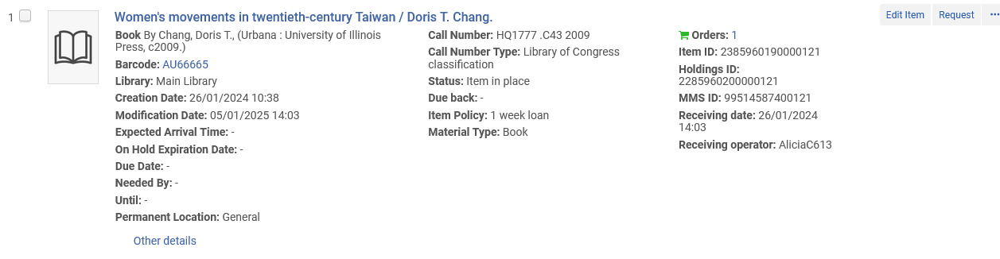 1
Women's movements in twentieth-century Taiwan / Doris T. Chang.
Book By Chang, Doris T., (Urbana : University of Illinois
Press, c2009.)
Barcode: AU66665
Library: Main Library
Creation Date: 26/01/2024 10:38
Modification Date: 05/01/2025 14:03
Expected Arrival Time: -
On Hold Expiration Date: -
Due Date: -
Needed By: -
Until: -
Permanent Location: General
Other details
Call Number: HQ1777 .C43 2009
Call Number Type: Library of Congress
classification
Status: Item in place
Due back: -
Item Policy: 1 week loan
Material Type: Book
Edit Item
Request
Orders: 1
Item ID: 2385960190000121
Holdings ID:
2285960200000121
MMS ID: 99514587400121
Receiving date: 26/01/2024
14:03
Receiving operator: AliciaC613